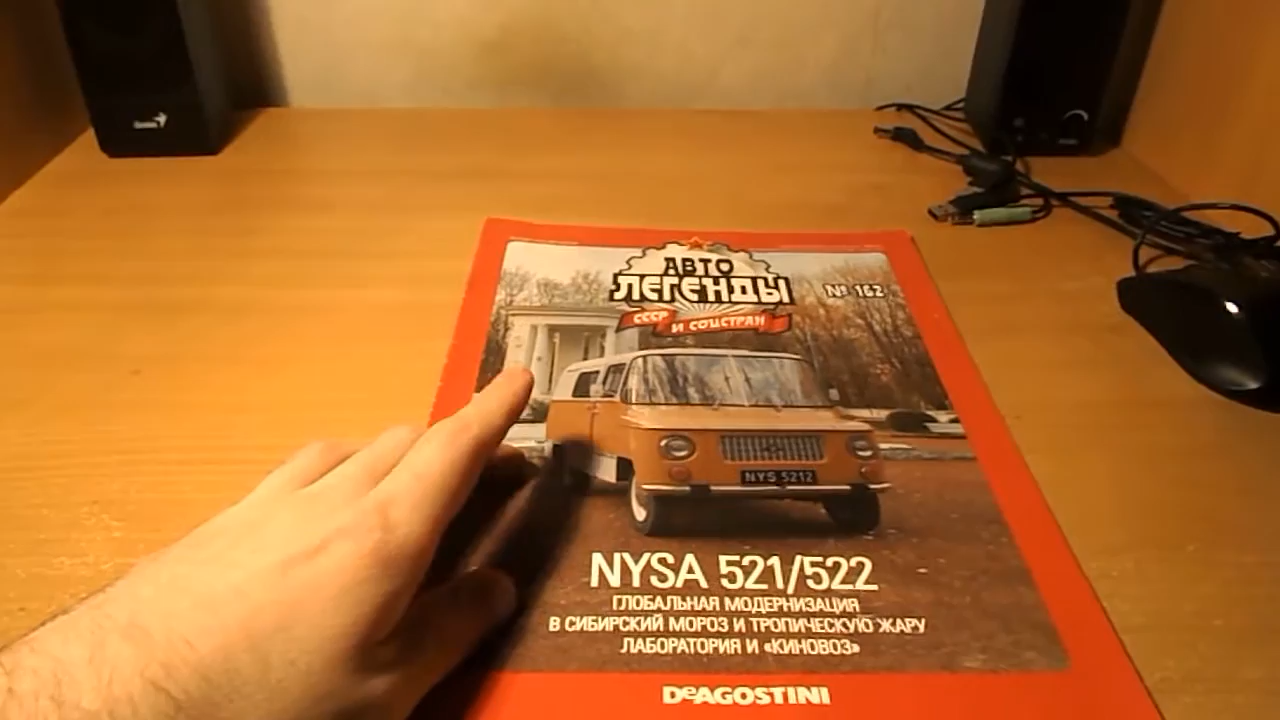 Genius
АВТО
ЛЕГЕНДЫ
№ 162
СССР И СОЦСТРАН
NYS 5212
NYSA 521/522
ГЛОБАЛЬНАЯ МОДЕРНИЗАЦИЯ
В СИБИРСКИЙ МОРОЗ И ТРОПИЧЕСКУЮ ЖАРУ
ЛАБОРАТОРИЯ И «КИНОВОЗ»
DeAGOSTINI